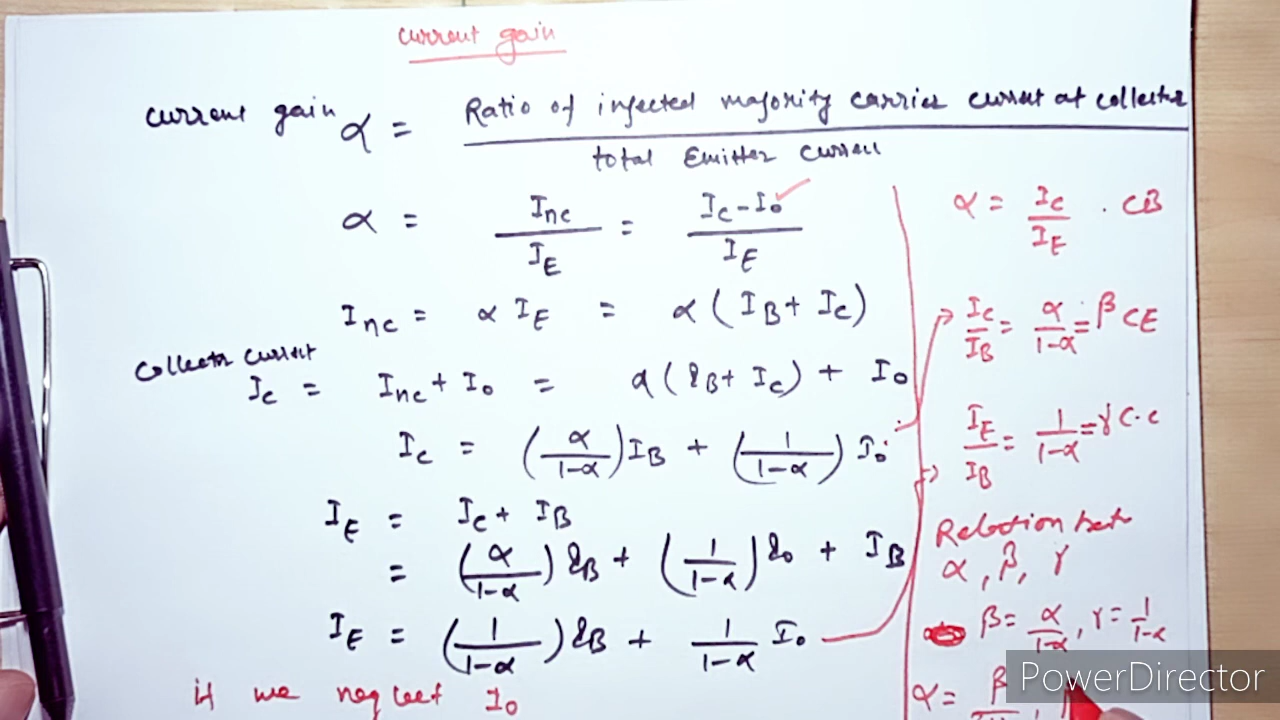 current gain
current gain α = Ratio of injected majority carrier current at collector / total Emitter current
α = Inc / IE = Ic - Io / IE
Inc = α IE = α (IB + Ic)
Collector current
Ic = Inc + Io = α (IB + Ic) + Io
Ic = (α / 1-α) IB + (1 / 1-α) Io
IE = Ic + IB
= (α / 1-α) IB + (1 / 1-α) Io + IB
IE = (1 / 1-α) IB + 1 / 1-α Io
if we neglect Io
α = Ic / IE . CB
Ic / IB = α / 1-α = β CE
IE / IB = 1 / 1-α = γ C.C
Relation bet
α, β, γ
β = α / 1-α, γ = 1 / 1-α
α = β
PowerDirector